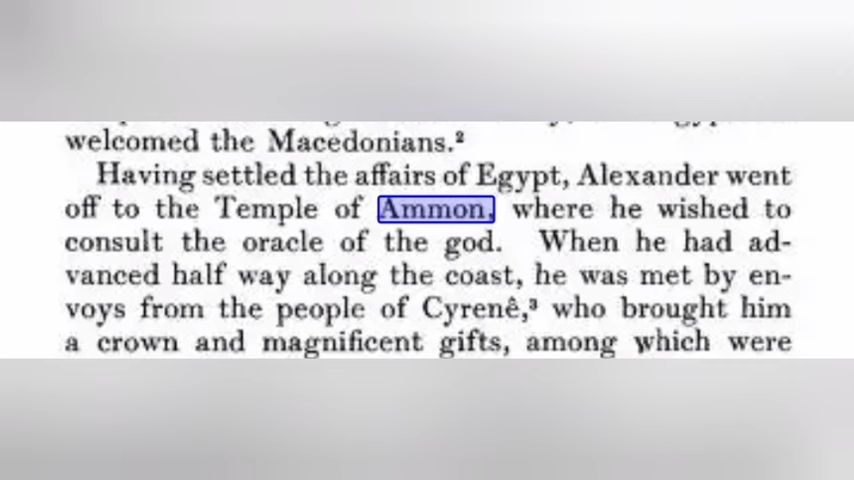 welcomed the Macedonians.²
Having settled the affairs of Egypt, Alexander went
off to the Temple of Ammon, where he wished to
consult the oracle of the god. When he had ad-
vanced half way along the coast, he was met by en-
voys from the people of Cyrenê,³ who brought him
a crown and magnificent gifts, among which were